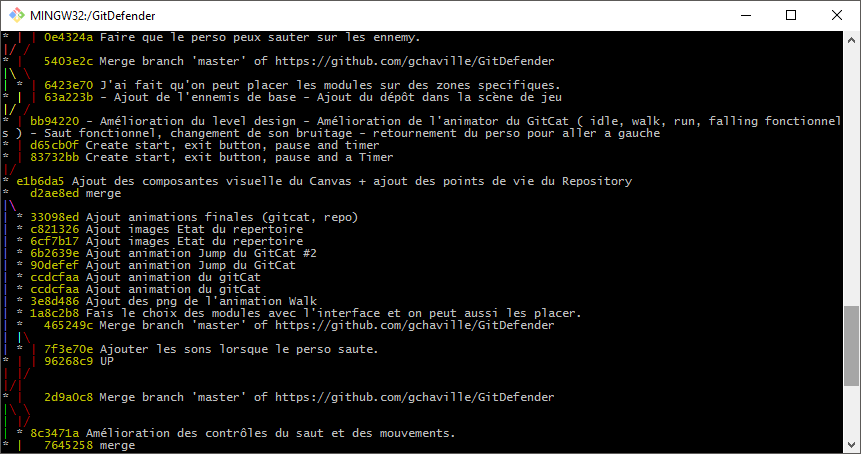 MINGW32:/GitDefender
* | | 0e4324a Faire que le perso peux sauter sur les ennemy.
|/ /
* |   5403e2c Merge branch 'master' of https://github.com/gchaville/GitDefender
|\ \
| * | 6423e70 J'ai fait qu'on peut placer les modules sur des zones specifiques.
* | | 63a223b - Ajout de l'ennemis de base - Ajout du dépôt dans la scène de jeu
|/ /
* | bb94220 - Amélioration du level design - Amélioration de l'animator du GitCat ( idle, walk, run, falling fonctionnel
s ) - Saut fonctionnel, changement de son bruitage - retournement du perso pour aller a gauche
* | d65cb0f Create start, exit button, pause and timer
* | 83732bb Create start, exit button, pause and a Timer
|/
* e1b6da5 Ajout des composantes visuelle du Canvas + ajout des points de vie du Repository
*   d2ae8ed merge
|\
| * 33098ed Ajout animations finales (gitcat, repo)
| * c821326 Ajout images Etat du repertoire
| * 6cf7b17 Ajout images Etat du repertoire
| * 6b2639e Ajout animation Jump du GitCat #2
| * 90defef Ajout animation Jump du GitCat
| * ccdcfaa Ajout animation du gitCat
| * ccdcfaa Ajout animation du gitCat
| * 3e8d486 Ajout des png de l'animation Walk
| * 1a8c2b8 Fais le choix des modules avec l'interface et on peut aussi les placer.
| *   465249c Merge branch 'master' of https://github.com/gchaville/GitDefender
| |\
| * | 7f3e70e Ajouter les sons lorsque le perso saute.
* | | 96268c9 UP
| |/
|/|
* |   2d9a0c8 Merge branch 'master' of https://github.com/gchaville/GitDefender
|\ \
| |/
| * 8c3471a Amélioration des contrôles du saut et des mouvements.
* |   7645258 merge